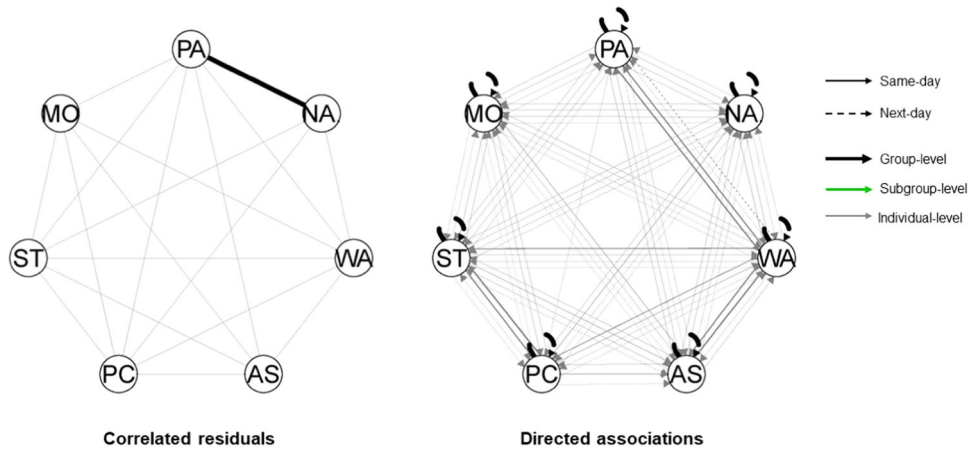 PA
MO
NA
ST
WA
PC
AS
Correlated residuals
PA
MO
NA
ST
WA
PC
AS
Directed associations
Same-day
Next-day
Group-level
Subgroup-level
Individual-level